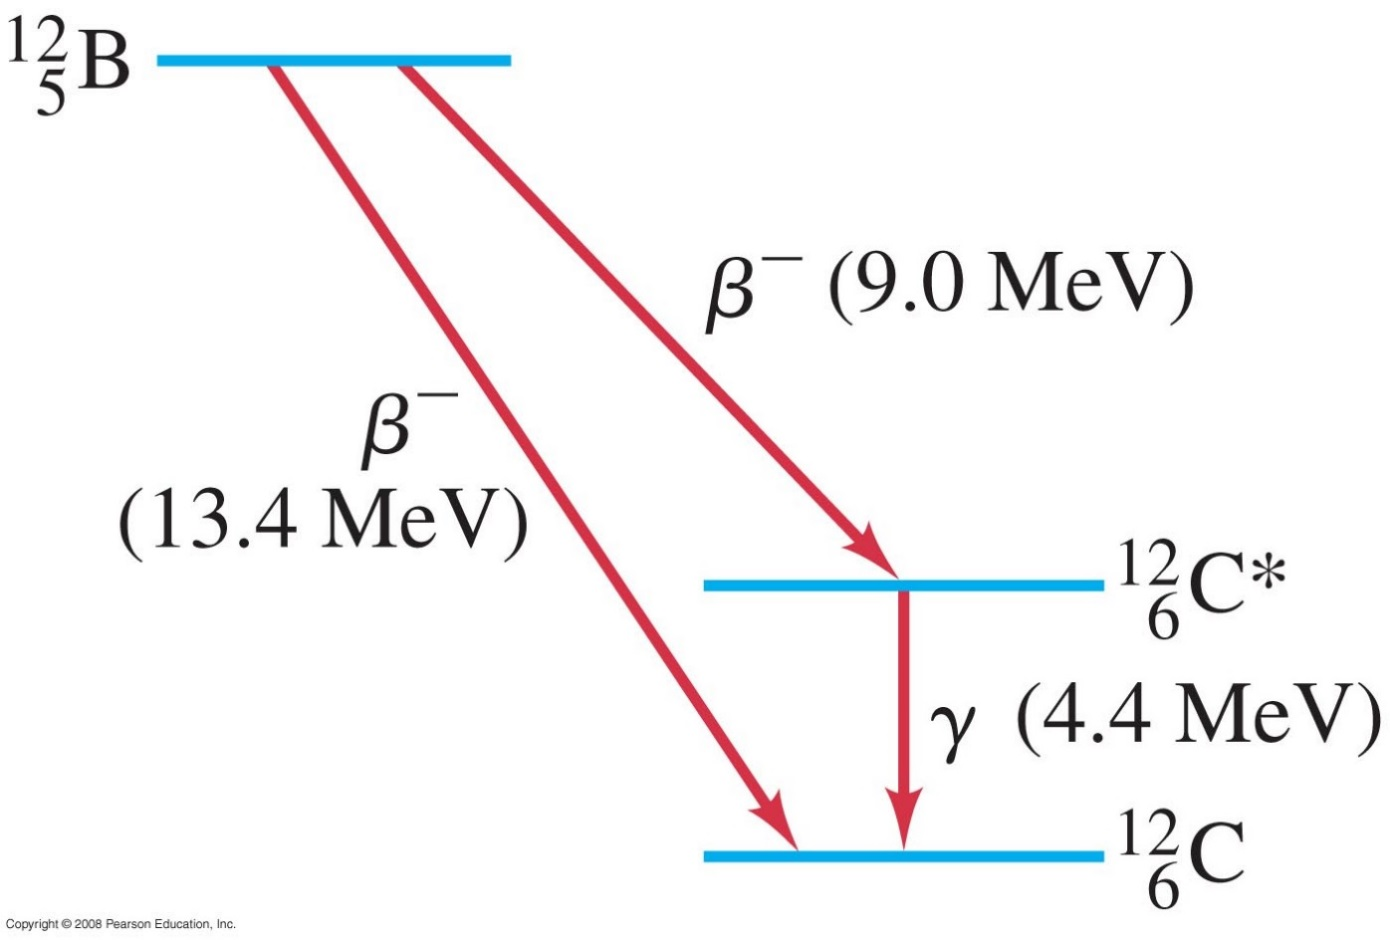 ¹²₅B
β⁻ (9.0 MeV)
β⁻
(13.4 MeV)
¹²₆C*
γ (4.4 MeV)
¹²₆C
Copyright © 2008 Pearson Education, Inc.